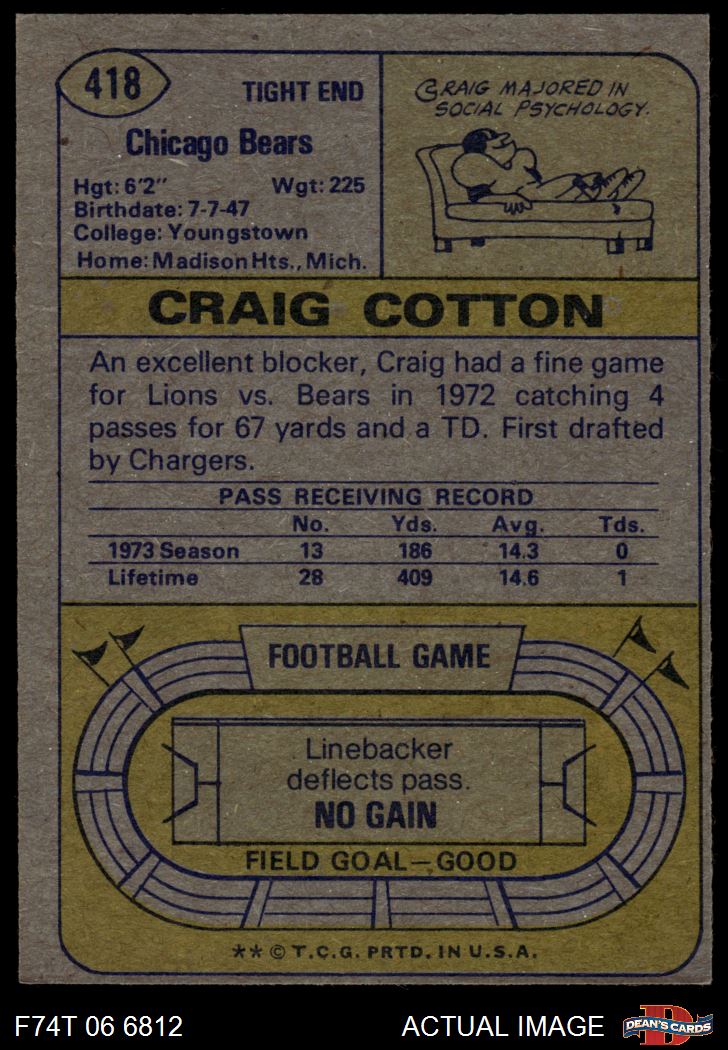 418
TIGHT END
Chicago Bears
Hgt: 6'2" Wgt: 225
Birthdate: 7-7-47
College: Youngstown
Home: Madison Hts., Mich.
CRAIG MAJORED IN
SOCIAL PSYCHOLOGY.
CRAIG COTTON
An excellent blocker, Craig had a fine game
for Lions vs. Bears in 1972 catching 4
passes for 67 yards and a TD. First drafted
by Chargers.
PASS RECEIVING RECORD
No. Yds. Avg. Tds.
1973 Season 13 186 14.3 0
Lifetime 28 409 14.6 1
FOOTBALL GAME
Linebacker
deflects pass.
NO GAIN
FIELD GOAL—GOOD
** © T.C.G. PRTD. IN U.S.A.
F74T 06 6812 ACTUAL IMAGE
D
DEAN'S CARDS